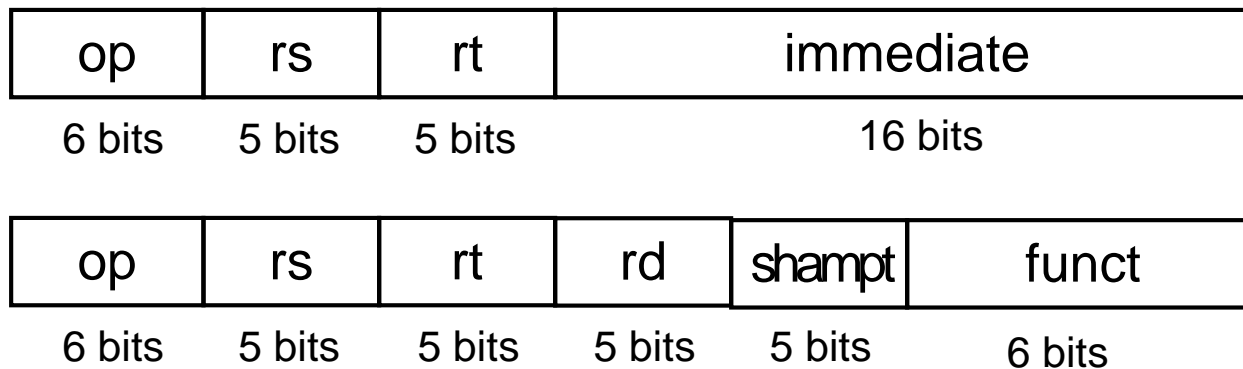 op rs rt immediate
6 bits 5 bits 5 bits 16 bits
op rs rt rd shampt funct
6 bits 5 bits 5 bits 5 bits 5 bits 6 bits